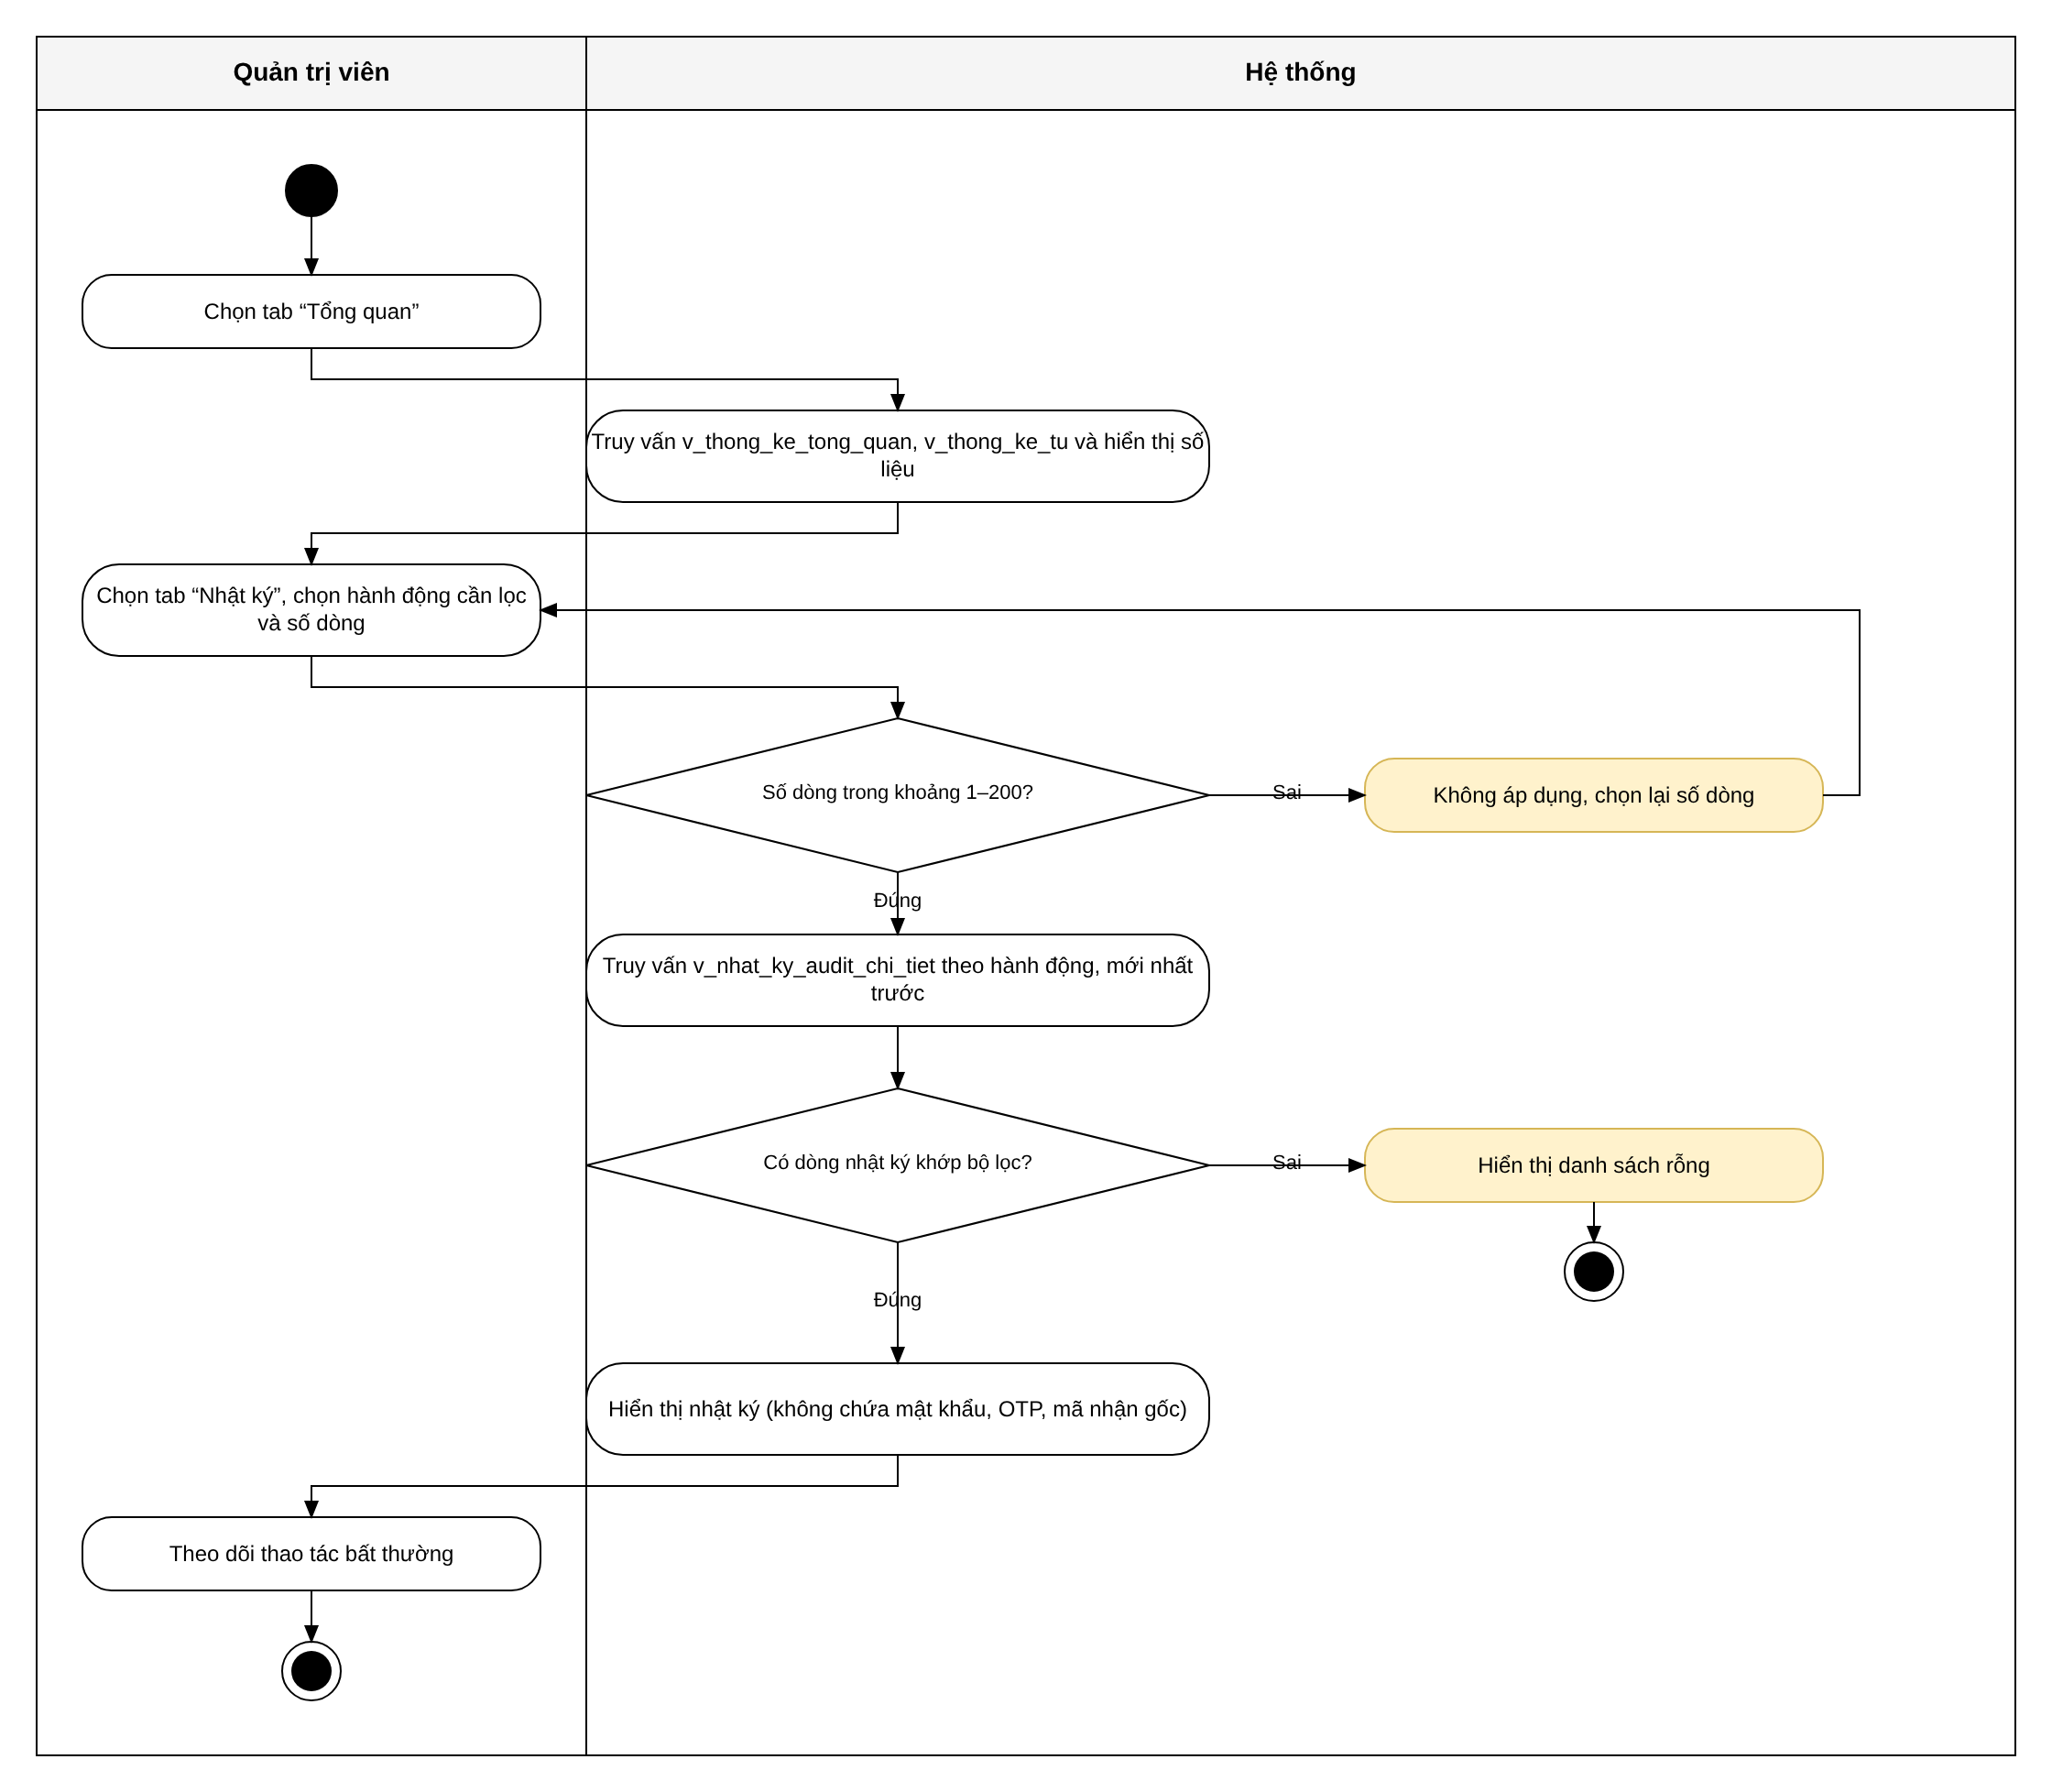 Quản trị viên
Hệ thống
Chọn tab “Tổng quan”
Truy vấn v_thong_ke_tong_quan, v_thong_ke_tu và hiển thị số
liệu
Chọn tab “Nhật ký”, chọn hành động cần lọc
và số dòng
Số dòng trong khoảng 1–200?
Sai
Không áp dụng, chọn lại số dòng
Đúng
Truy vấn v_nhat_ky_audit_chi_tiet theo hành động, mới nhất
trước
Có dòng nhật ký khớp bộ lọc?
Sai
Hiển thị danh sách rỗng
Đúng
Hiển thị nhật ký (không chứa mật khẩu, OTP, mã nhận gốc)
Theo dõi thao tác bất thường